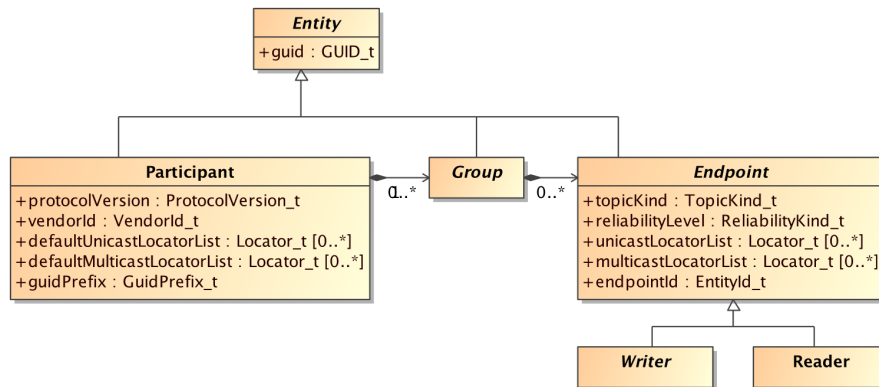 Entity
+guid : GUID_t
Participant
+protocolVersion : ProtocolVersion_t
+vendorId : VendorId_t
+defaultUnicastLocatorList : Locator_t [0..*]
+defaultMulticastLocatorList : Locator_t [0..*]
+guidPrefix : GuidPrefix_t
Group
0..*
Endpoint
+topicKind : TopicKind_t
+reliabilityLevel : ReliabilityKind_t
+unicastLocatorList : Locator_t [0..*]
+multicastLocatorList : Locator_t [0..*]
+endpointId : EntityId_t
Writer
Reader